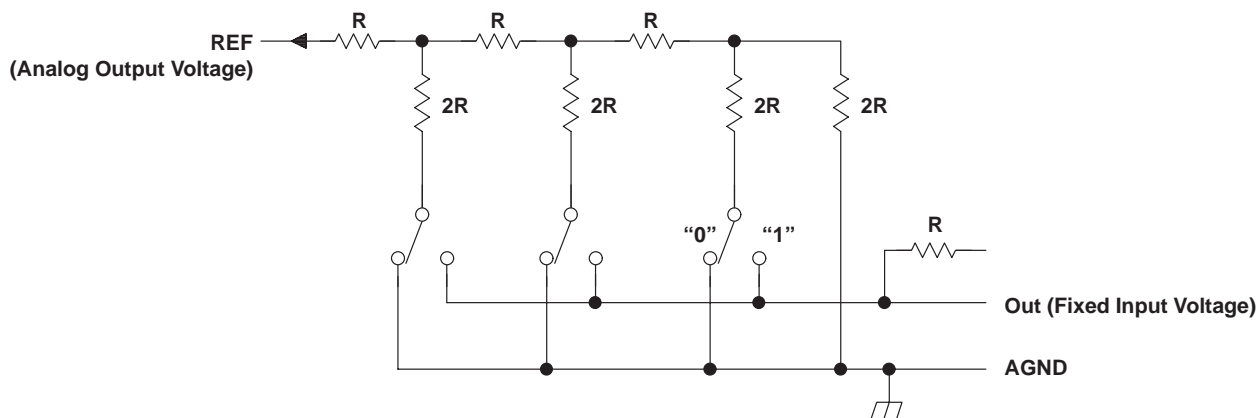 R
R
R
REF
(Analog Output Voltage)
2R
2R
2R
2R
“0”
“1”
R
Out (Fixed Input Voltage)
AGND